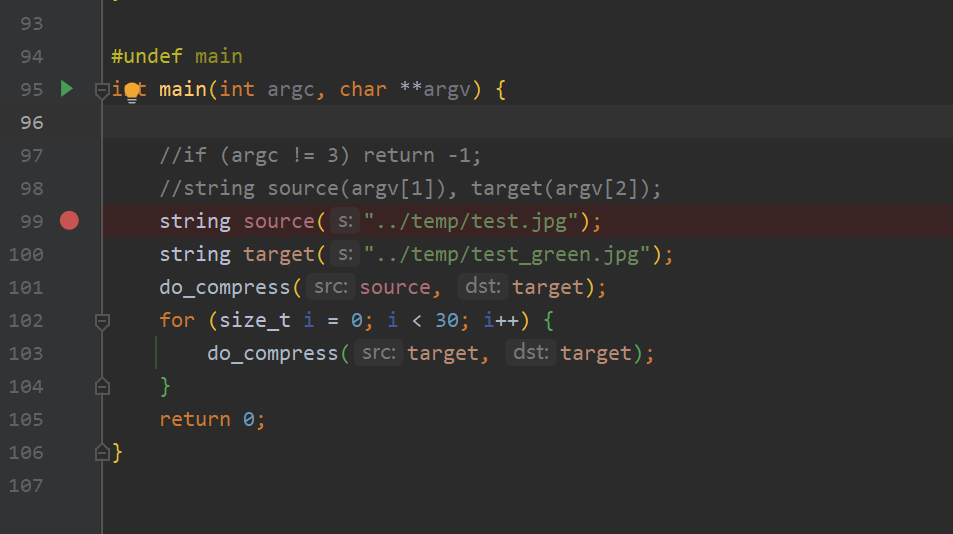 93
94 #undef main
95 int main(int argc, char **argv) {
96
97 //if (argc != 3) return -1;
98 //string source(argv[1]), target(argv[2]);
99 string source( s: "../temp/test.jpg");
100 string target( s: "../temp/test_green.jpg");
101 do_compress( src: source, dst: target);
102 for (size_t i = 0; i < 30; i++) {
103 do_compress( src: target, dst: target);
104 }
105 return 0;
106 }
107